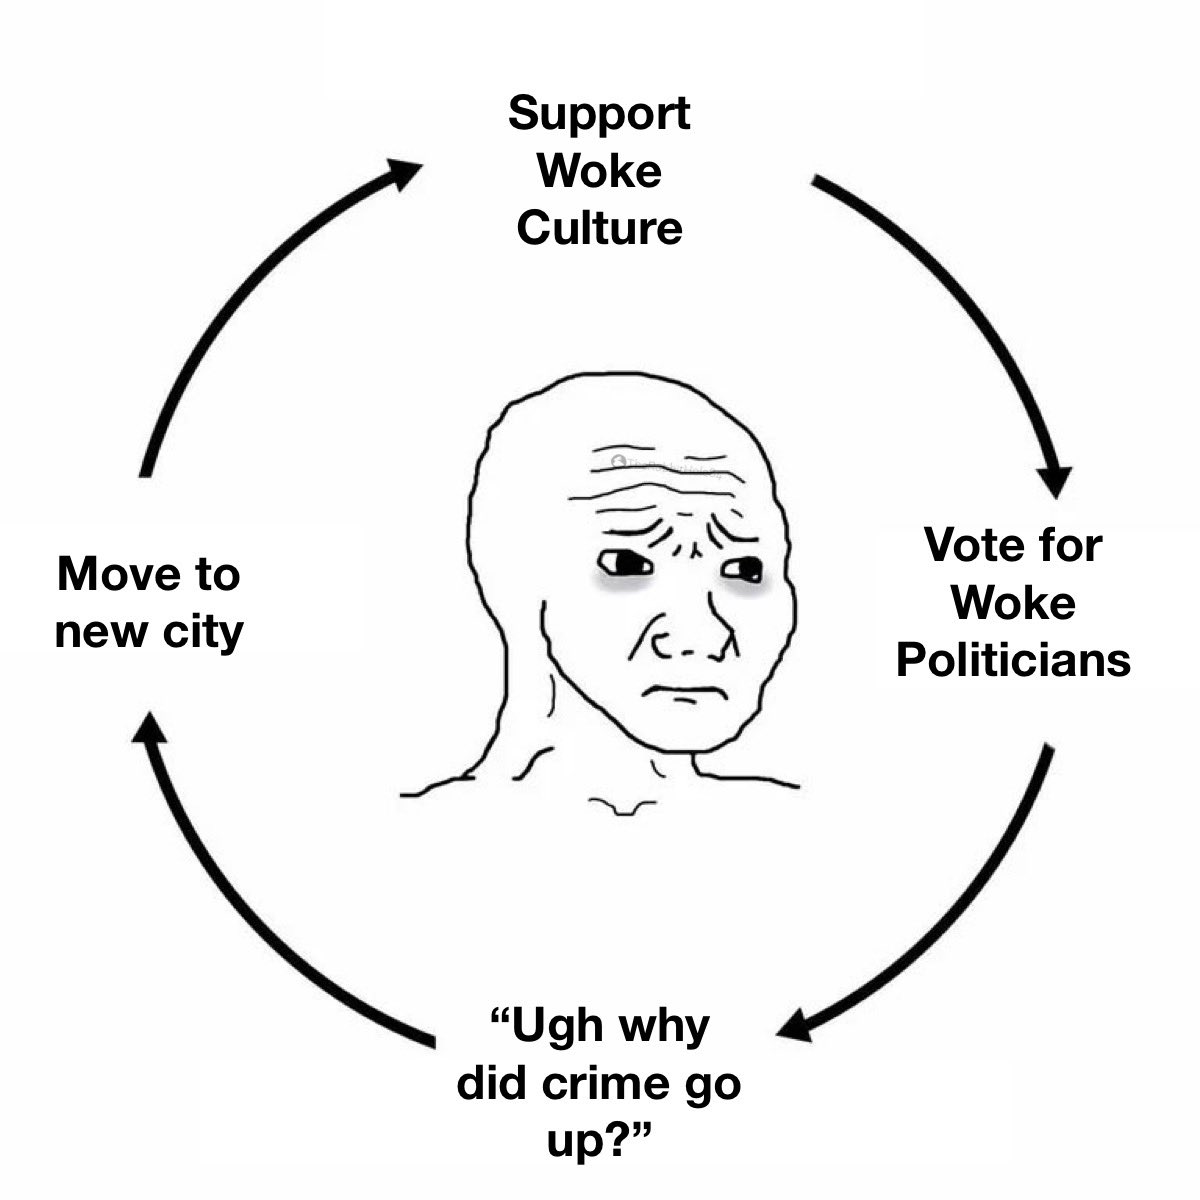 Support
Woke
Culture
Vote for
Woke
Politicians
“Ugh why
did crime go
up?”
Move to
new city